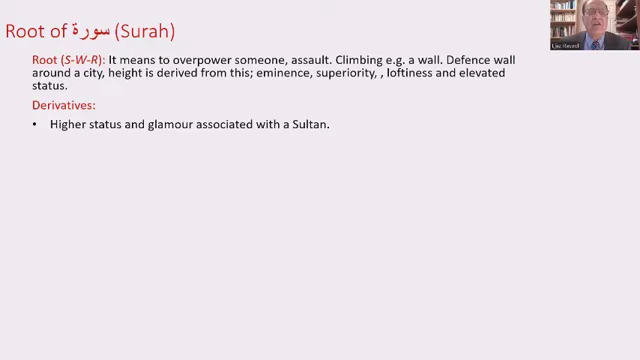 Root of سورة (Surah)
Root (S-W-R): It means to overpower someone, assault. Climbing e.g. a wall. Defence wall
around a city, height is derived from this; eminence, superiority, , loftiness and elevated
status.
Derivatives:
• Higher status and glamour associated with a Sultan.